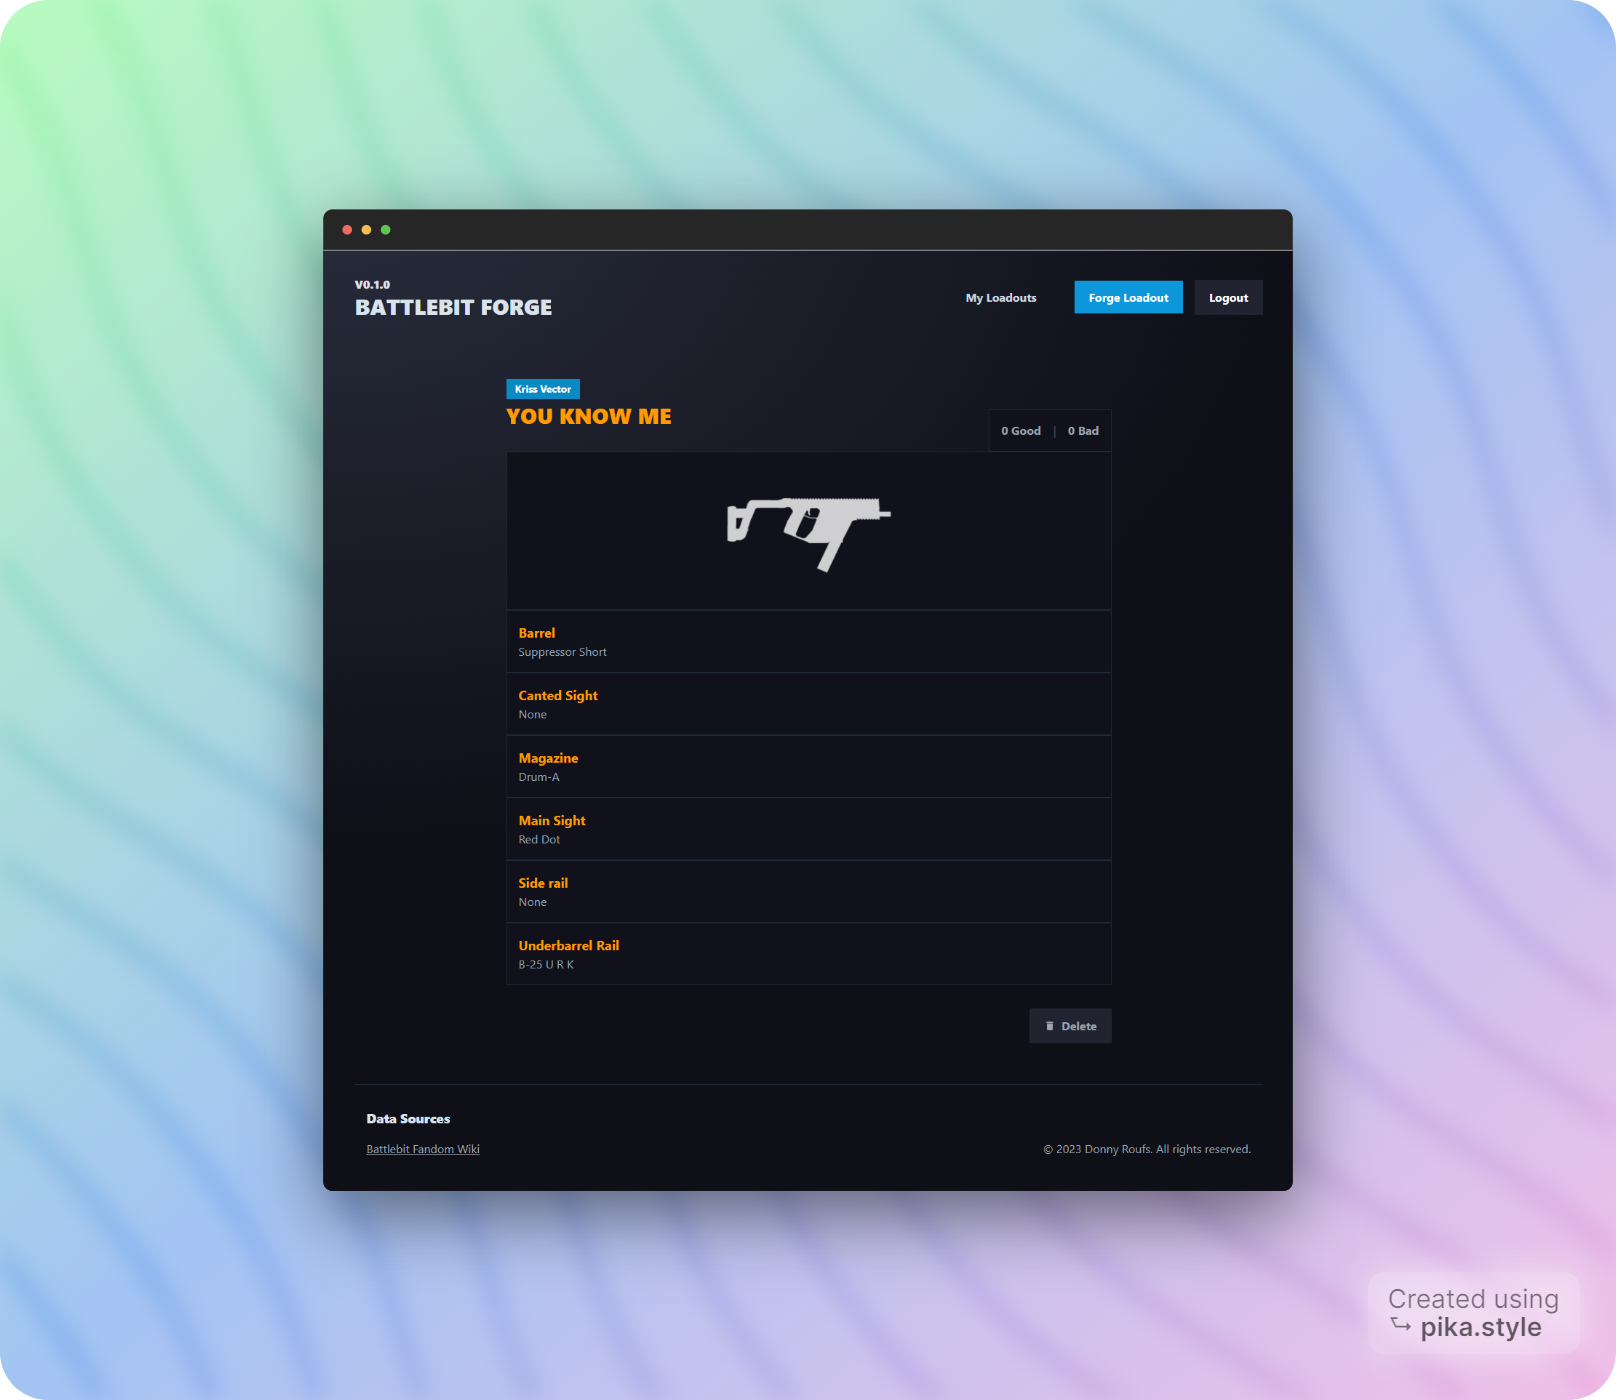 V0.1.0
BATTLEBIT FORGE
My Loadouts
Forge Loadout
Logout
Kriss Vector
YOU KNOW ME
0 Good | 0 Bad
Barrel
Suppressor Short
Canted Sight
None
Magazine
Drum-A
Main Sight
Red Dot
Side rail
None
Underbarrel Rail
B-25 U R K
Delete
Data Sources
Battlebit Fandom Wiki
© 2023 Donny Roufs. All rights reserved.
Created using
pika.style